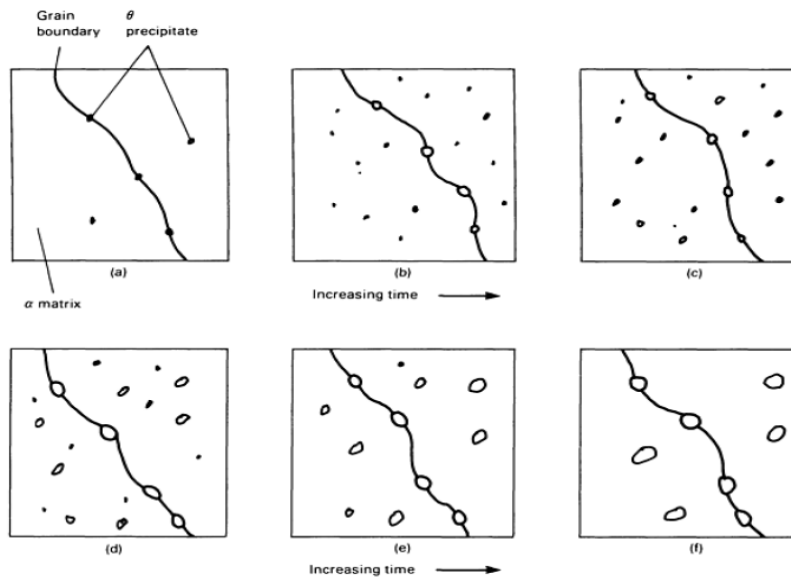 Grain
boundary
θ
precipitate
(a)
(b)
(c)
α matrix
Increasing time
(d)
(e)
(f)
Increasing time